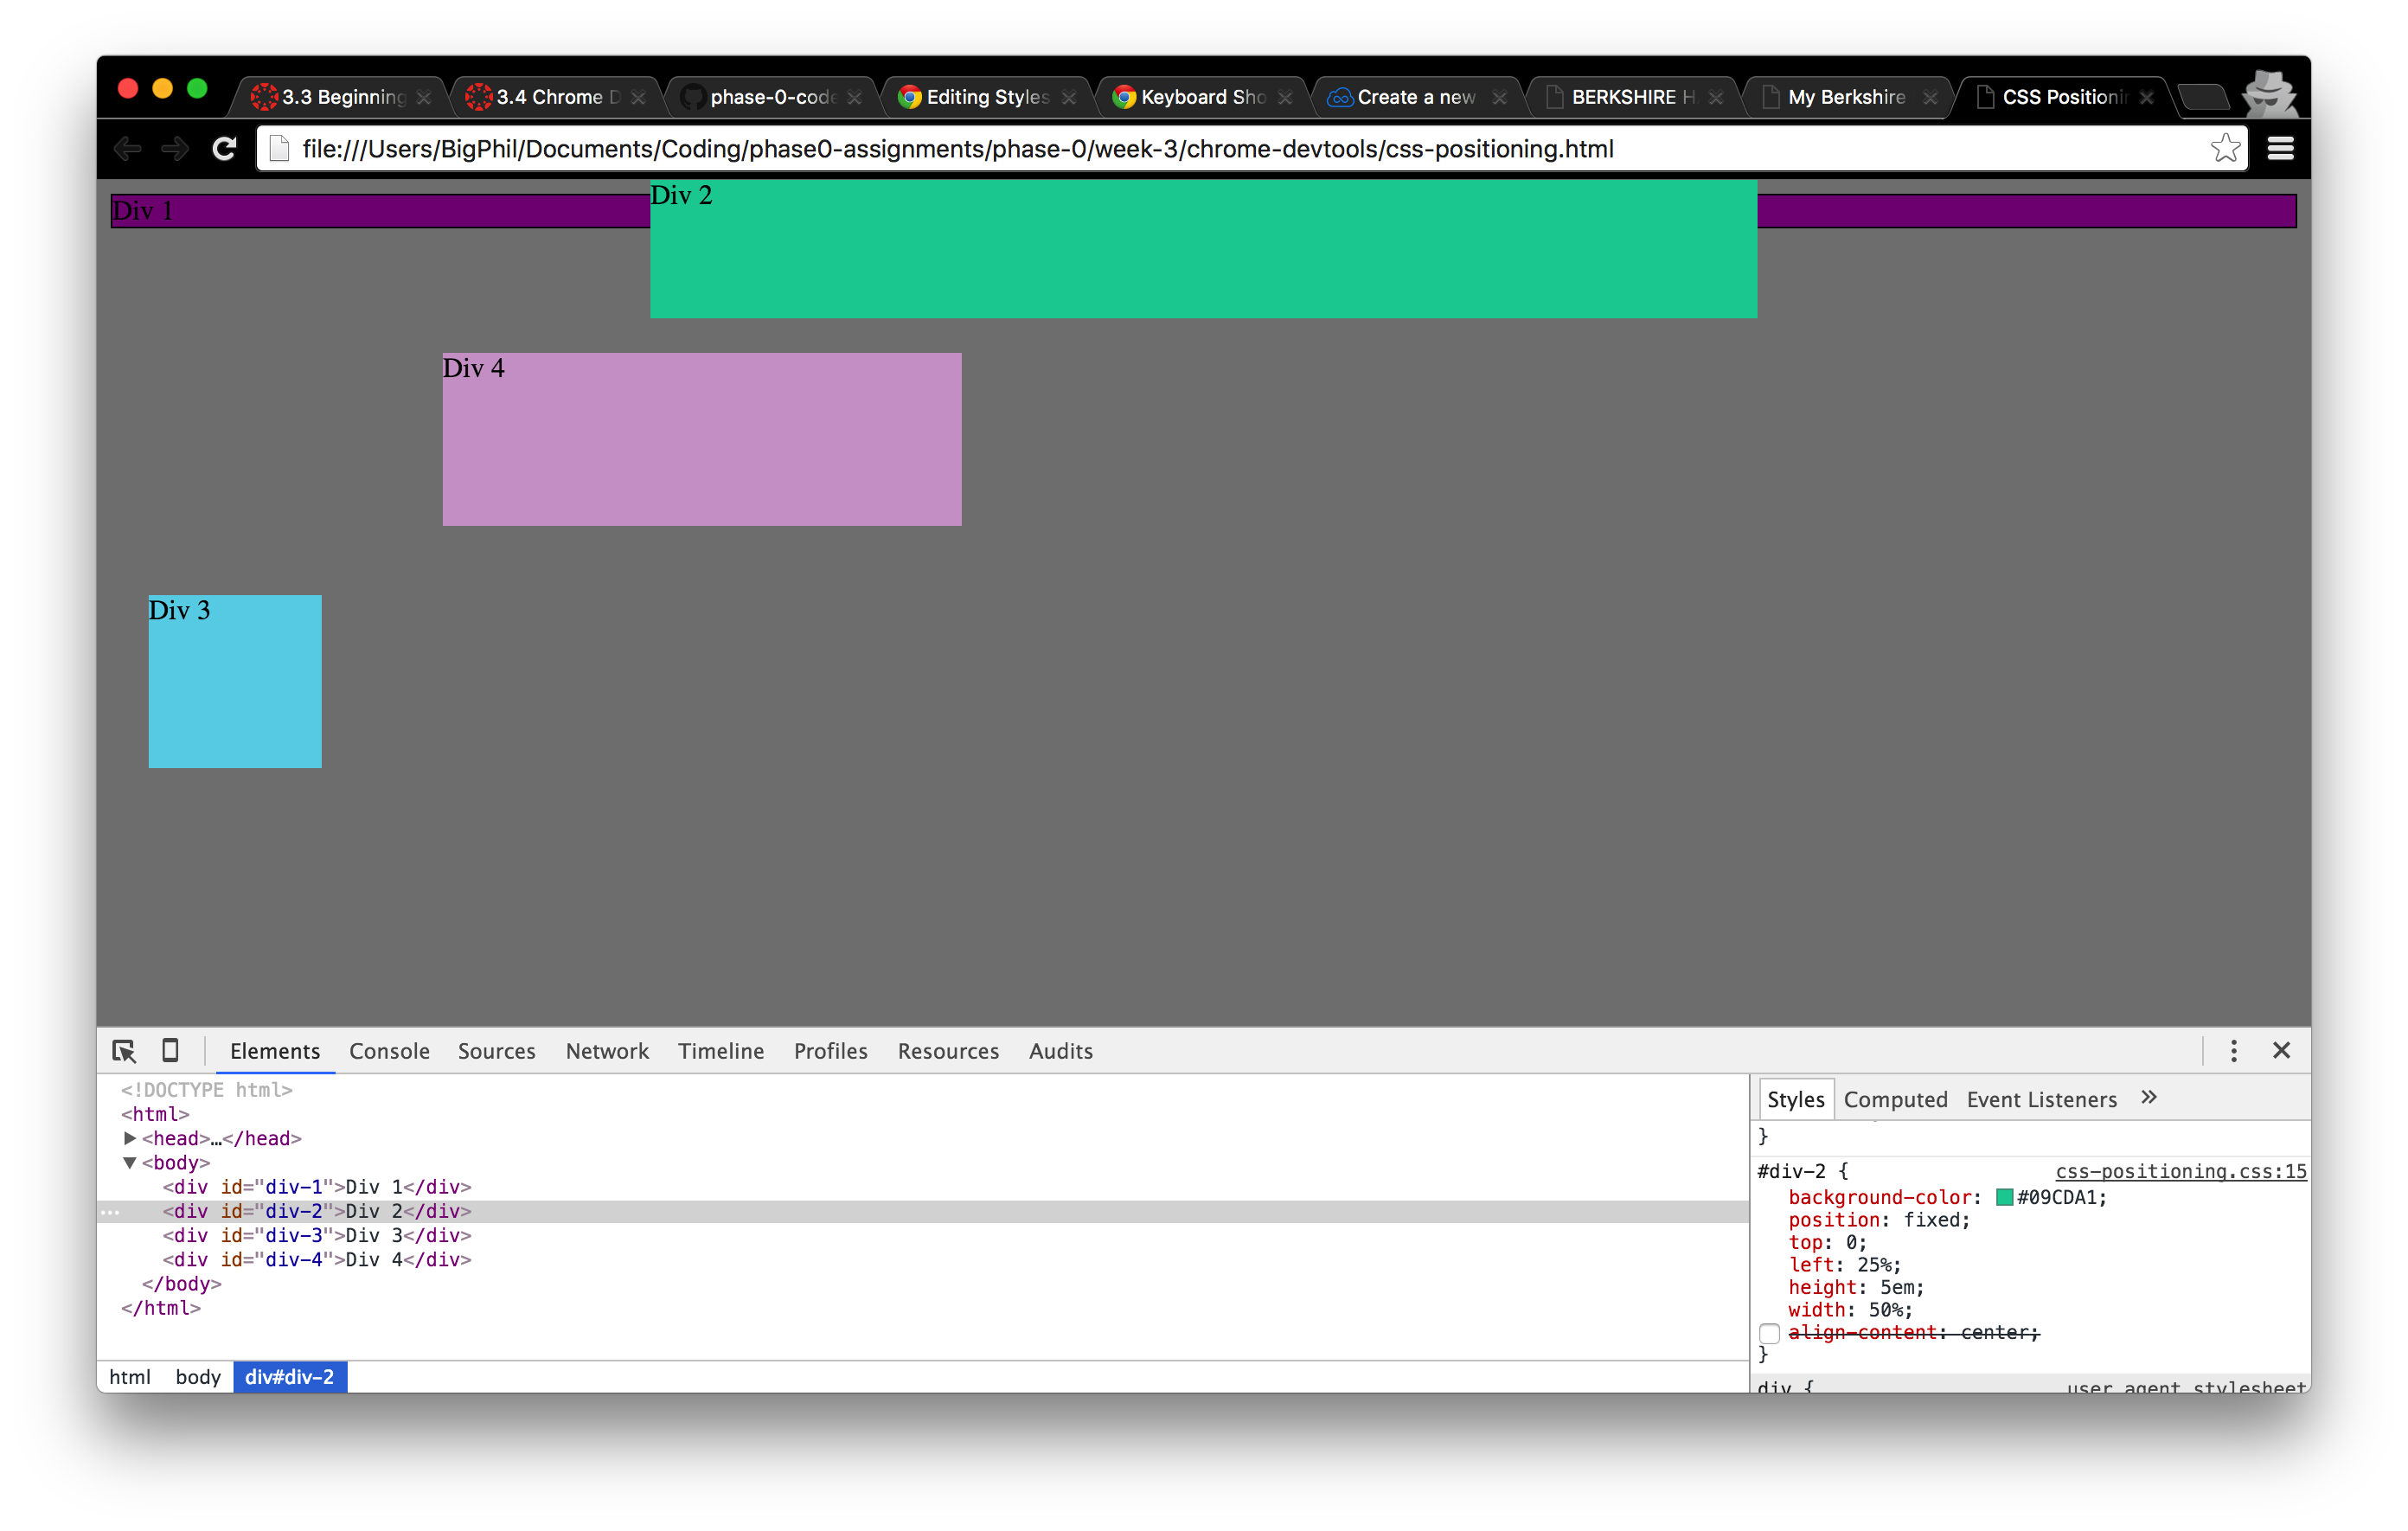 3.3 Beginning
3.4 Chrome D
phase-0-code
Editing Styles
Keyboard Sho
Create a new
BERKSHIRE H
My Berkshire
CSS Positionin
file:///Users/BigPhil/Documents/Coding/phase0-assignments/phase-0/week-3/chrome-devtools/css-positioning.html
Div 1
Div 2
Div 4
Div 3
Elements Console Sources Network Timeline Profiles Resources Audits
<!DOCTYPE html>
<html>
<head>…</head>
<body>
<div id="div-1">Div 1</div>
<div id="div-2">Div 2</div>
<div id="div-3">Div 3</div>
<div id="div-4">Div 4</div>
</body>
</html>
html body div#div-2
Styles Computed Event Listeners »
}
#div-2 { css-positioning.css:15
background-color: #09CDA1;
position: fixed;
top: 0;
left: 25%;
height: 5em;
width: 50%;
align-content: center;
}
div { user agent stylesheet